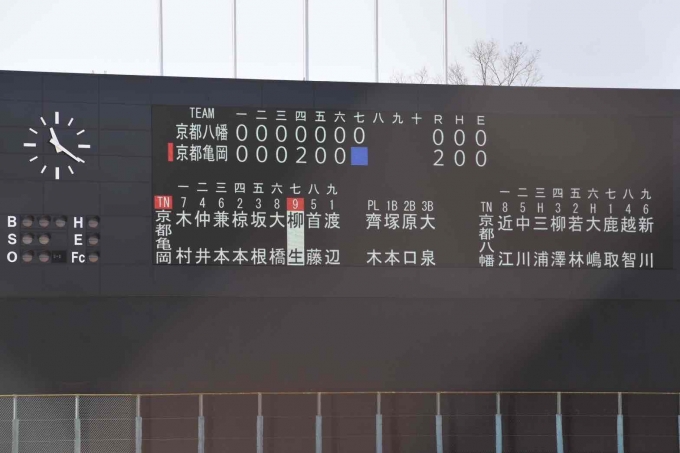 TEAM 一 二 三 四 五 六 七 八 九 十 R H E
京都八幡 0 0 0 0 0 0 0 0 0 0
京都亀岡 0 0 0 2 0 0 2 0 0
一 二 三 四 五 六 七 八 九
TN 7 4 6 2 3 8 9 5 1 PL 1B 2B 3B
京都亀岡
木村 仲井 兼本 椋本 坂根 大橋 柳生 首藤 渡辺
齊木 塚本 原口 大泉
一 二 三 四 五 六 七 八 九
TN 8 5 H 3 2 H 1 4 6
京都八幡
近江 中川 三浦 柳澤 若林 大嶋 鹿取 越智 新川
B H
S E
O Fc